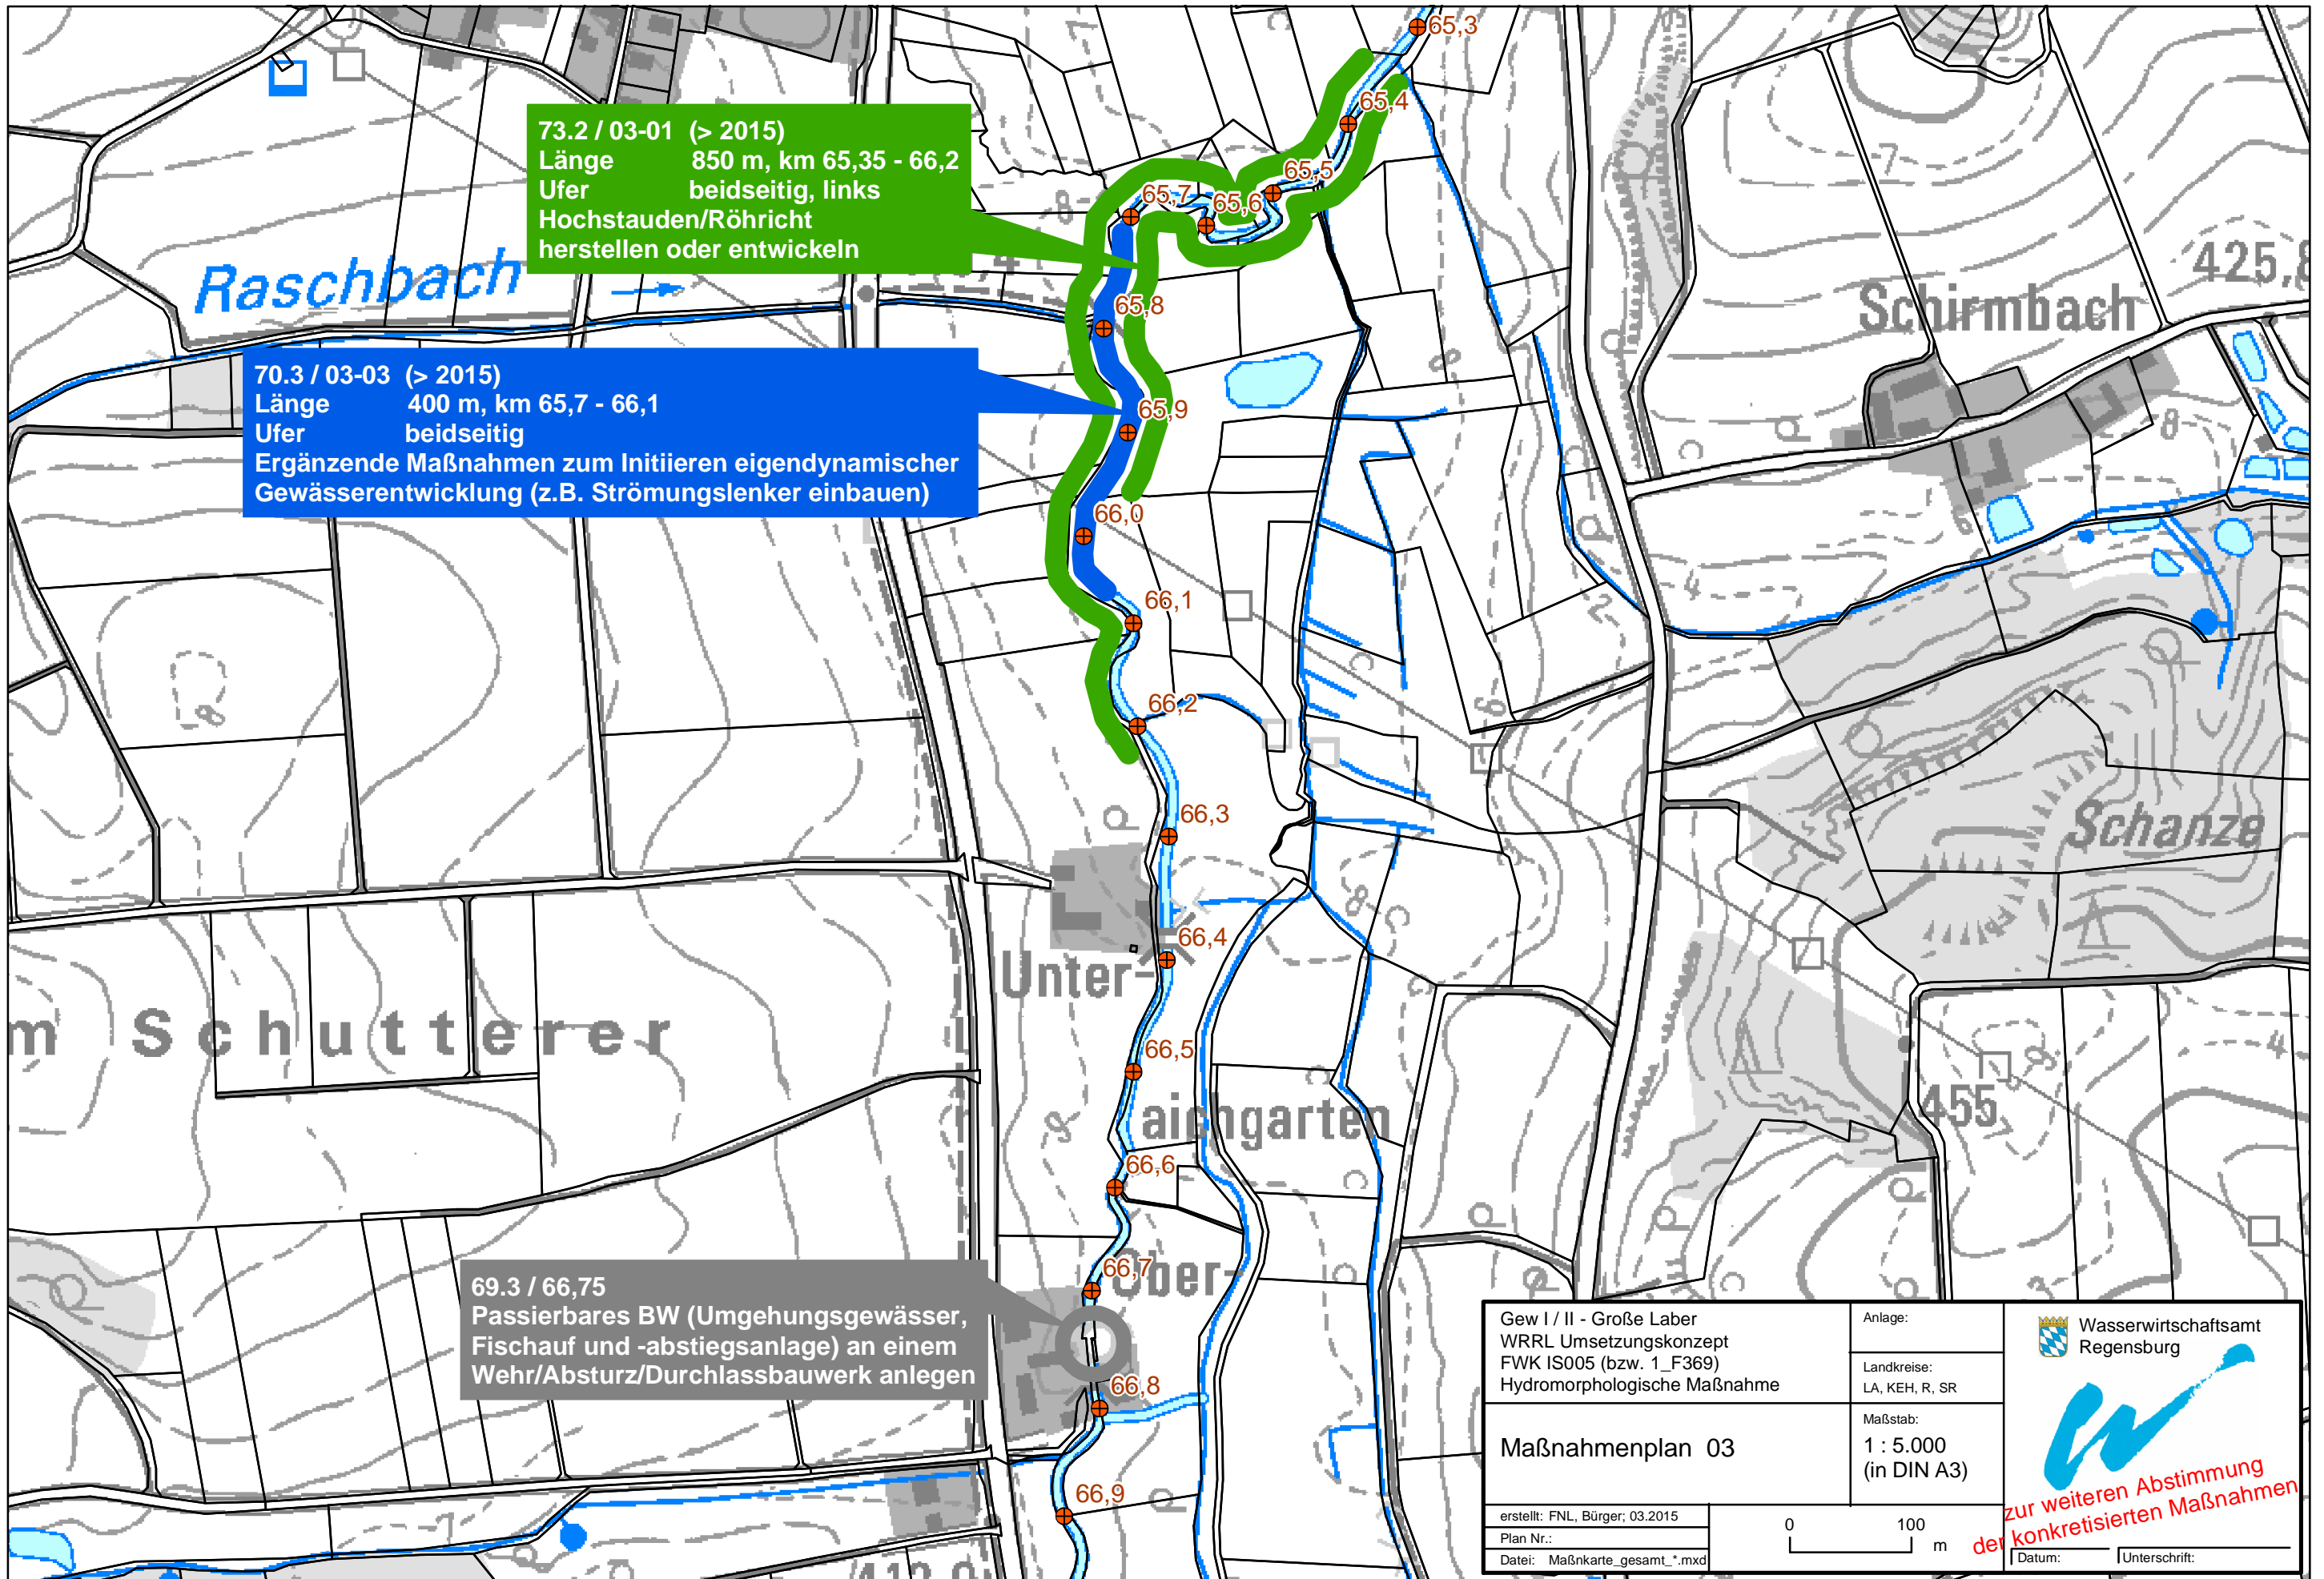 65,3
65,4
73.2 / 03-01 (> 2015)
Länge 850 m, km 65,35 - 66,2
Ufer beidseitig, links
Hochstauden/Röhricht
herstellen oder entwickeln
65,5
65,6
65,7
Raschbach
65,8
Schirmbach
425,8
70.3 / 03-03 (> 2015)
Länge 400 m, km 65,7 - 66,1
Ufer beidseitig
Ergänzende Maßnahmen zum Initiieren eigendynamischer
Gewässerentwicklung (z.B. Strömungslenker einbauen)
65,9
66,0
66,1
66,2
66,3
Schanze
66,4
Unter-
m Schutterer
66,5
aichgarten
455
66,6
66,7
Ober-
69.3 / 66,75
Passierbares BW (Umgehungsgewässer,
Fischauf und -abstiegsanlage) an einem
Wehr/Absturz/Durchlassbauwerk anlegen
66,8
66,9
Gew I / II - Große Laber
WRRL Umsetzungskonzept
FWK IS005 (bzw. 1_F369)
Hydromorphologische Maßnahme
Anlage:
Landkreise:
LA, KEH, R, SR
Wasserwirtschaftsamt
Regensburg
Maßnahmenplan 03
Maßstab:
1 : 5.000
(in DIN A3)
zur weiteren Abstimmung
der konkretisierten Maßnahmen
erstellt: FNL, Bürger; 03.2015
Plan Nr.:
Datei: Maßnkarte_gesamt_*.mxd
0 100
m
Datum:
Unterschrift: